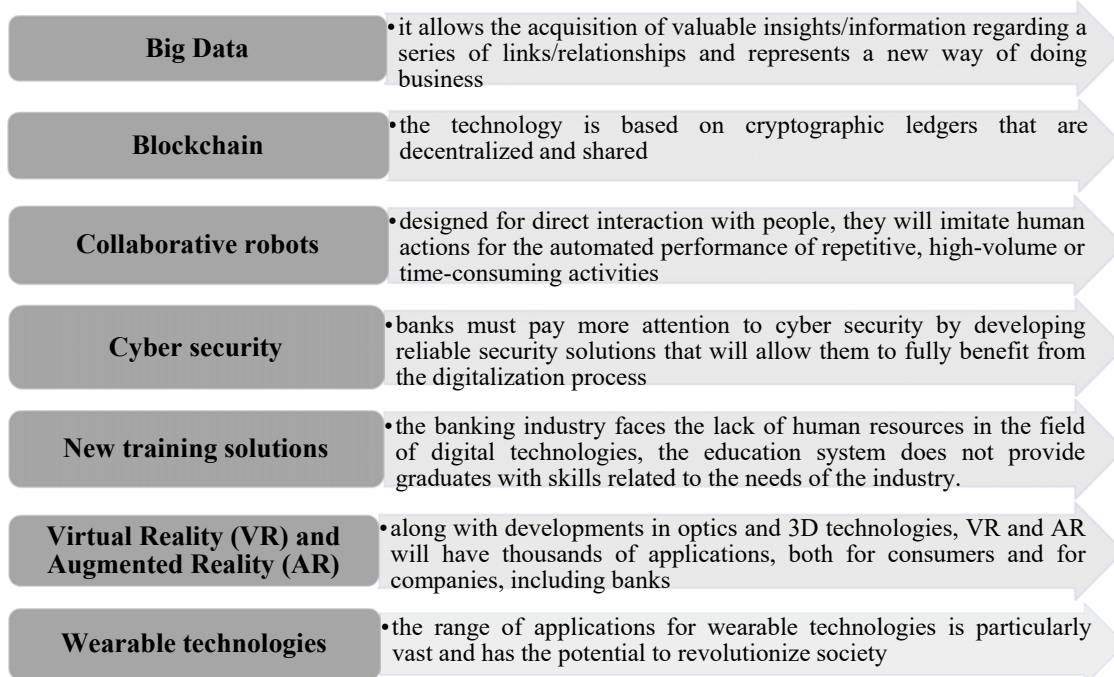 Big Data
•it allows the acquisition of valuable insights/information regarding a
series of links/relationships and represents a new way of doing
business
Blockchain
•the technology is based on cryptographic ledgers that are
decentralized and shared
Collaborative robots
•designed for direct interaction with people, they will imitate human
actions for the automated performance of repetitive, high-volume or
time-consuming activities
Cyber security
•banks must pay more attention to cyber security by developing
reliable security solutions that will allow them to fully benefit from
the digitalization process
New training solutions
•the banking industry faces the lack of human resources in the field
of digital technologies, the education system does not provide
graduates with skills related to the needs of the industry.
Virtual Reality (VR) and
Augmented Reality (AR)
•along with developments in optics and 3D technologies, VR and AR
will have thousands of applications, both for consumers and for
companies, including banks
Wearable technologies
•the range of applications for wearable technologies is particularly
vast and has the potential to revolutionize society